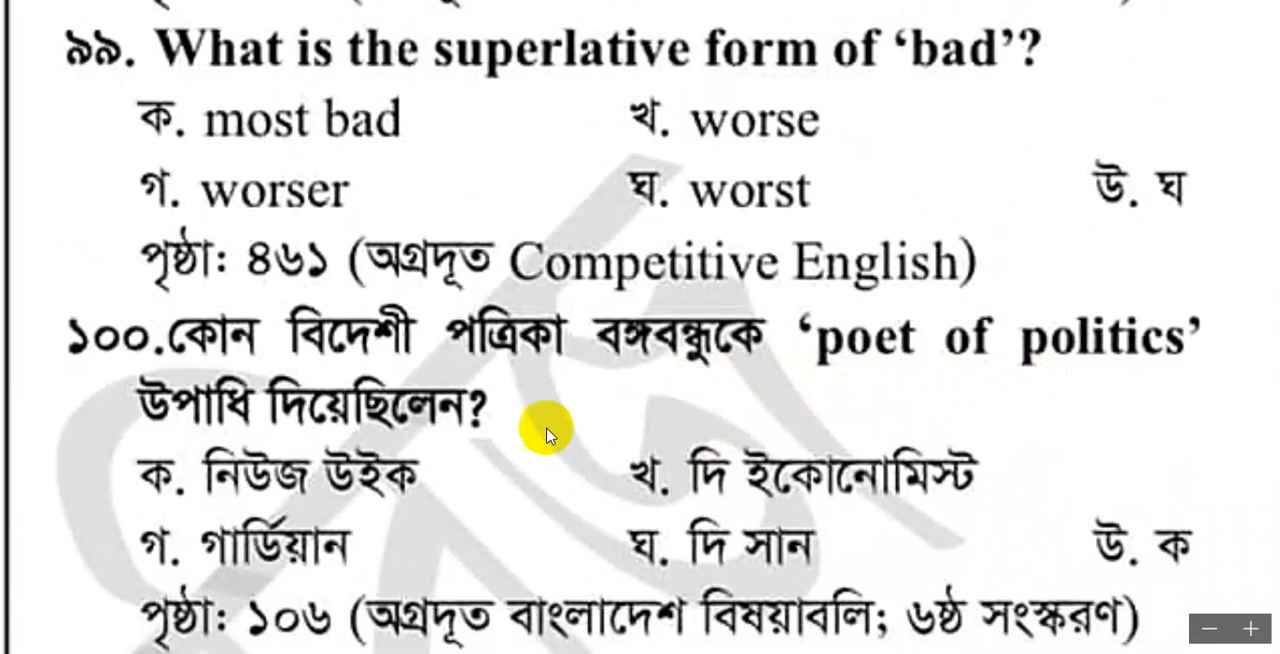 ৯৯. What is the superlative form of ‘bad’?
ক. most bad খ. worse
গ. worser ঘ. worst উ. ঘ
পৃষ্ঠা: ৪৬১ (অগ্রদূত Competitive English)
১০০.কোন বিদেশী পত্রিকা বঙ্গবন্ধুকে ‘poet of politics’
উপাধি দিয়েছিলেন?
ক. নিউজ উইক খ. দি ইকোনোমিস্ট
গ. গার্ডিয়ান ঘ. দি সান উ. ক
পৃষ্ঠা: ১০৬ (অগ্রদূত বাংলাদেশ বিষয়াবলি; ৬ষ্ঠ সংস্করণ)